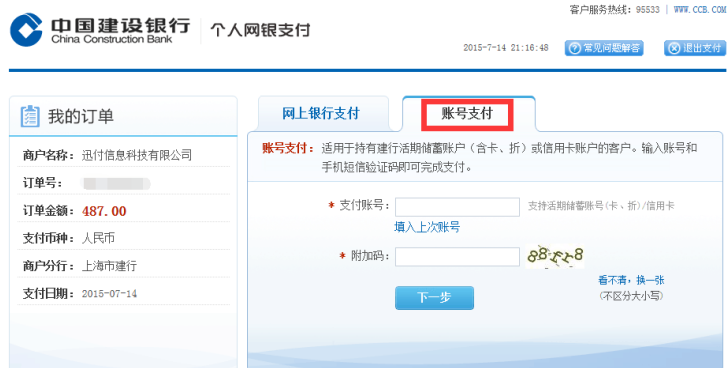 客户服务热线: 95533 | WWW.CCB.COM
中国建设银行 个人网银支付
China Construction Bank
2015-7-14 21:16:48 常见问题解答 退出支付
我的订单
商户名称: 迅付信息科技有限公司
订单号:
订单金额: 487.00
支付币种: 人民币
商户分行: 上海市建行
支付日期: 2015-07-14
网上银行支付 账号支付
账号支付: 适用于持有建行活期储蓄账户（含卡、折）或信用卡账户的客户。输入账号和
手机短信验证码即可完成支付。
* 支付账号: 支持活期储蓄账号(卡、折)/信用卡
填入上次账号
* 附加码:
看不清，换一张
下一步 (不区分大小写)